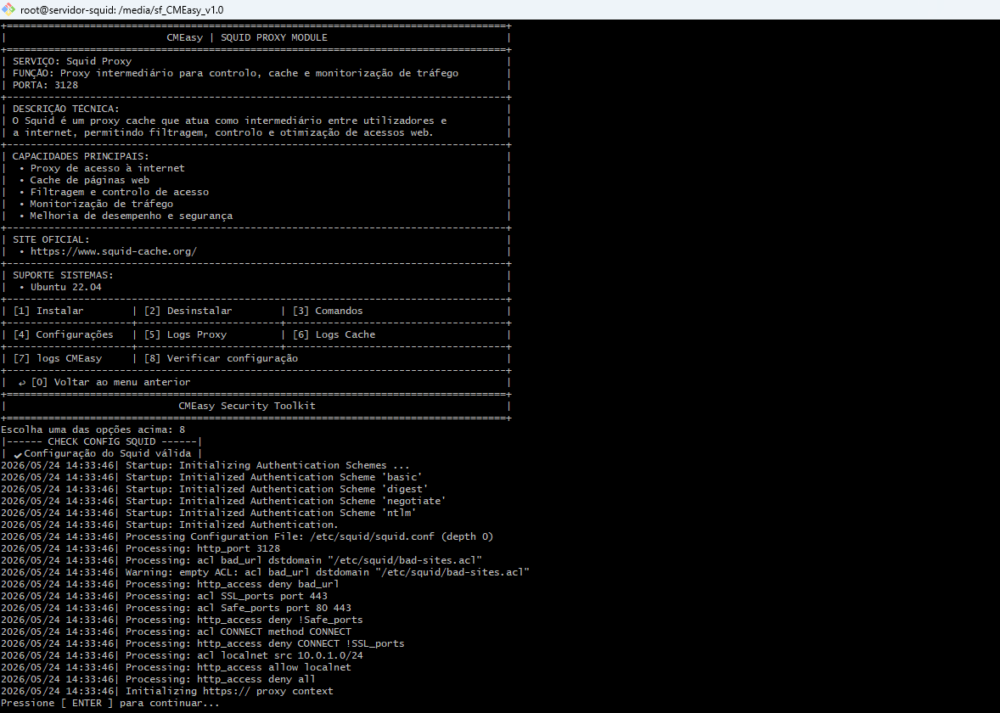 root@servidor-squid: /media/sf_CMEasy_v1.0
CMEasy | SQUID PROXY MODULE
SERVIÇO: Squid Proxy
FUNÇÃO: Proxy intermediário para controlo, cache e monitorização de tráfego
PORTA: 3128
DESCRIÇÃO TÉCNICA:
O Squid é um proxy cache que atua como intermediário entre utilizadores e
a internet, permitindo filtragem, controlo e otimização de acessos web.
CAPACIDADES PRINCIPAIS:
• Proxy de acesso à internet
• Cache de páginas web
• Filtragem e controlo de acesso
• Monitorização de tráfego
• Melhoria de desempenho e segurança
SITE OFICIAL:
• https://www.squid-cache.org/
SUPORTE SISTEMAS:
• Ubuntu 22.04
[1] Instalar | [2] Desinstalar | [3] Comandos
[4] Configurações | [5] Logs Proxy | [6] Logs Cache
[7] logs CMEasy | [8] Verificar configuração
↩ [0] Voltar ao menu anterior
CMEasy Security Toolkit
Escolha uma das opções acima: 8
|------ CHECK CONFIG SQUID ------|
| ✔Configuração do Squid válida |
2026/05/24 14:33:46| Startup: Initializing Authentication Schemes ...
2026/05/24 14:33:46| Startup: Initialized Authentication Scheme 'basic'
2026/05/24 14:33:46| Startup: Initialized Authentication Scheme 'digest'
2026/05/24 14:33:46| Startup: Initialized Authentication Scheme 'negotiate'
2026/05/24 14:33:46| Startup: Initialized Authentication Scheme 'ntlm'
2026/05/24 14:33:46| Startup: Initialized Authentication.
2026/05/24 14:33:46| Processing Configuration File: /etc/squid/squid.conf (depth 0)
2026/05/24 14:33:46| Processing: http_port 3128
2026/05/24 14:33:46| Processing: acl bad_url dstdomain "/etc/squid/bad-sites.acl"
2026/05/24 14:33:46| Warning: empty ACL: acl bad_url dstdomain "/etc/squid/bad-sites.acl"
2026/05/24 14:33:46| Processing: http_access deny bad_url
2026/05/24 14:33:46| Processing: acl SSL_ports port 443
2026/05/24 14:33:46| Processing: acl Safe_ports port 80 443
2026/05/24 14:33:46| Processing: http_access deny !Safe_ports
2026/05/24 14:33:46| Processing: acl CONNECT method CONNECT
2026/05/24 14:33:46| Processing: http_access deny CONNECT !SSL_ports
2026/05/24 14:33:46| Processing: acl localnet src 10.0.1.0/24
2026/05/24 14:33:46| Processing: http_access allow localnet
2026/05/24 14:33:46| Processing: http_access deny all
2026/05/24 14:33:46| Initializing https:// proxy context
Pressione [ ENTER ] para continuar...